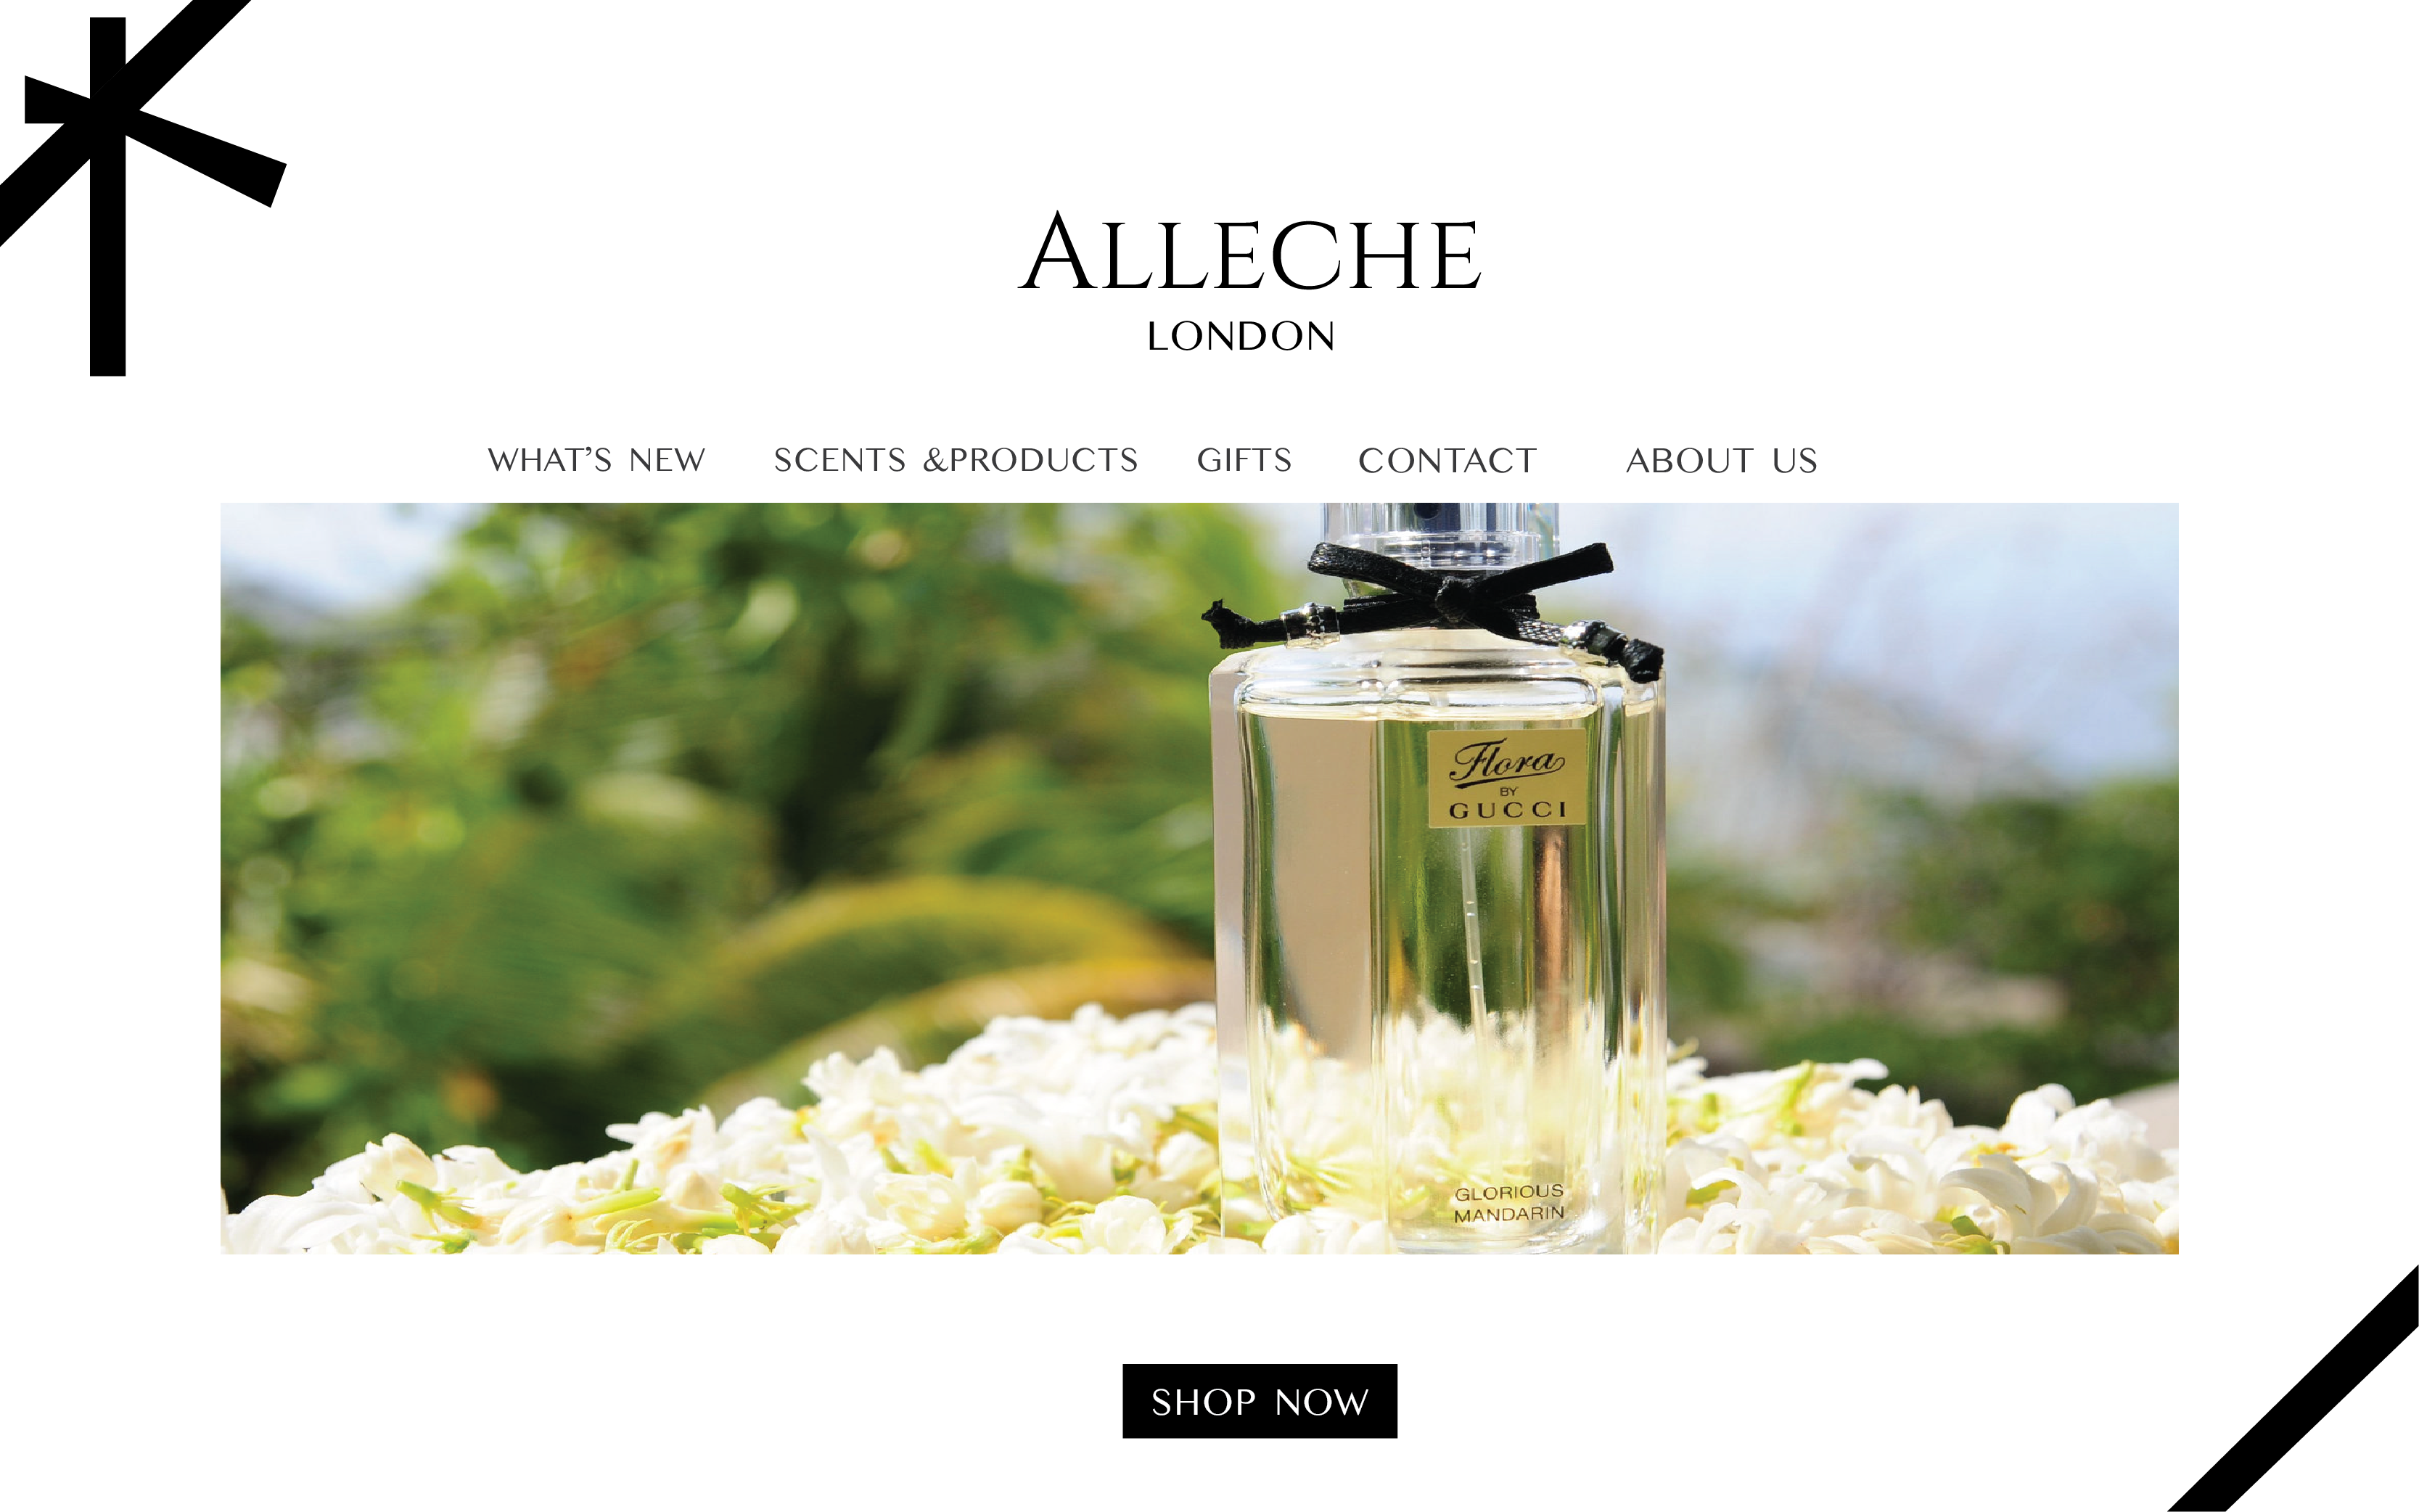 ALLECHE
LONDON
WHAT’S NEW SCENTS &PRODUCTS GIFTS CONTACT ABOUT US
Flora
BY
GUCCI
GLORIOUS
MANDARIN
SHOP NOW